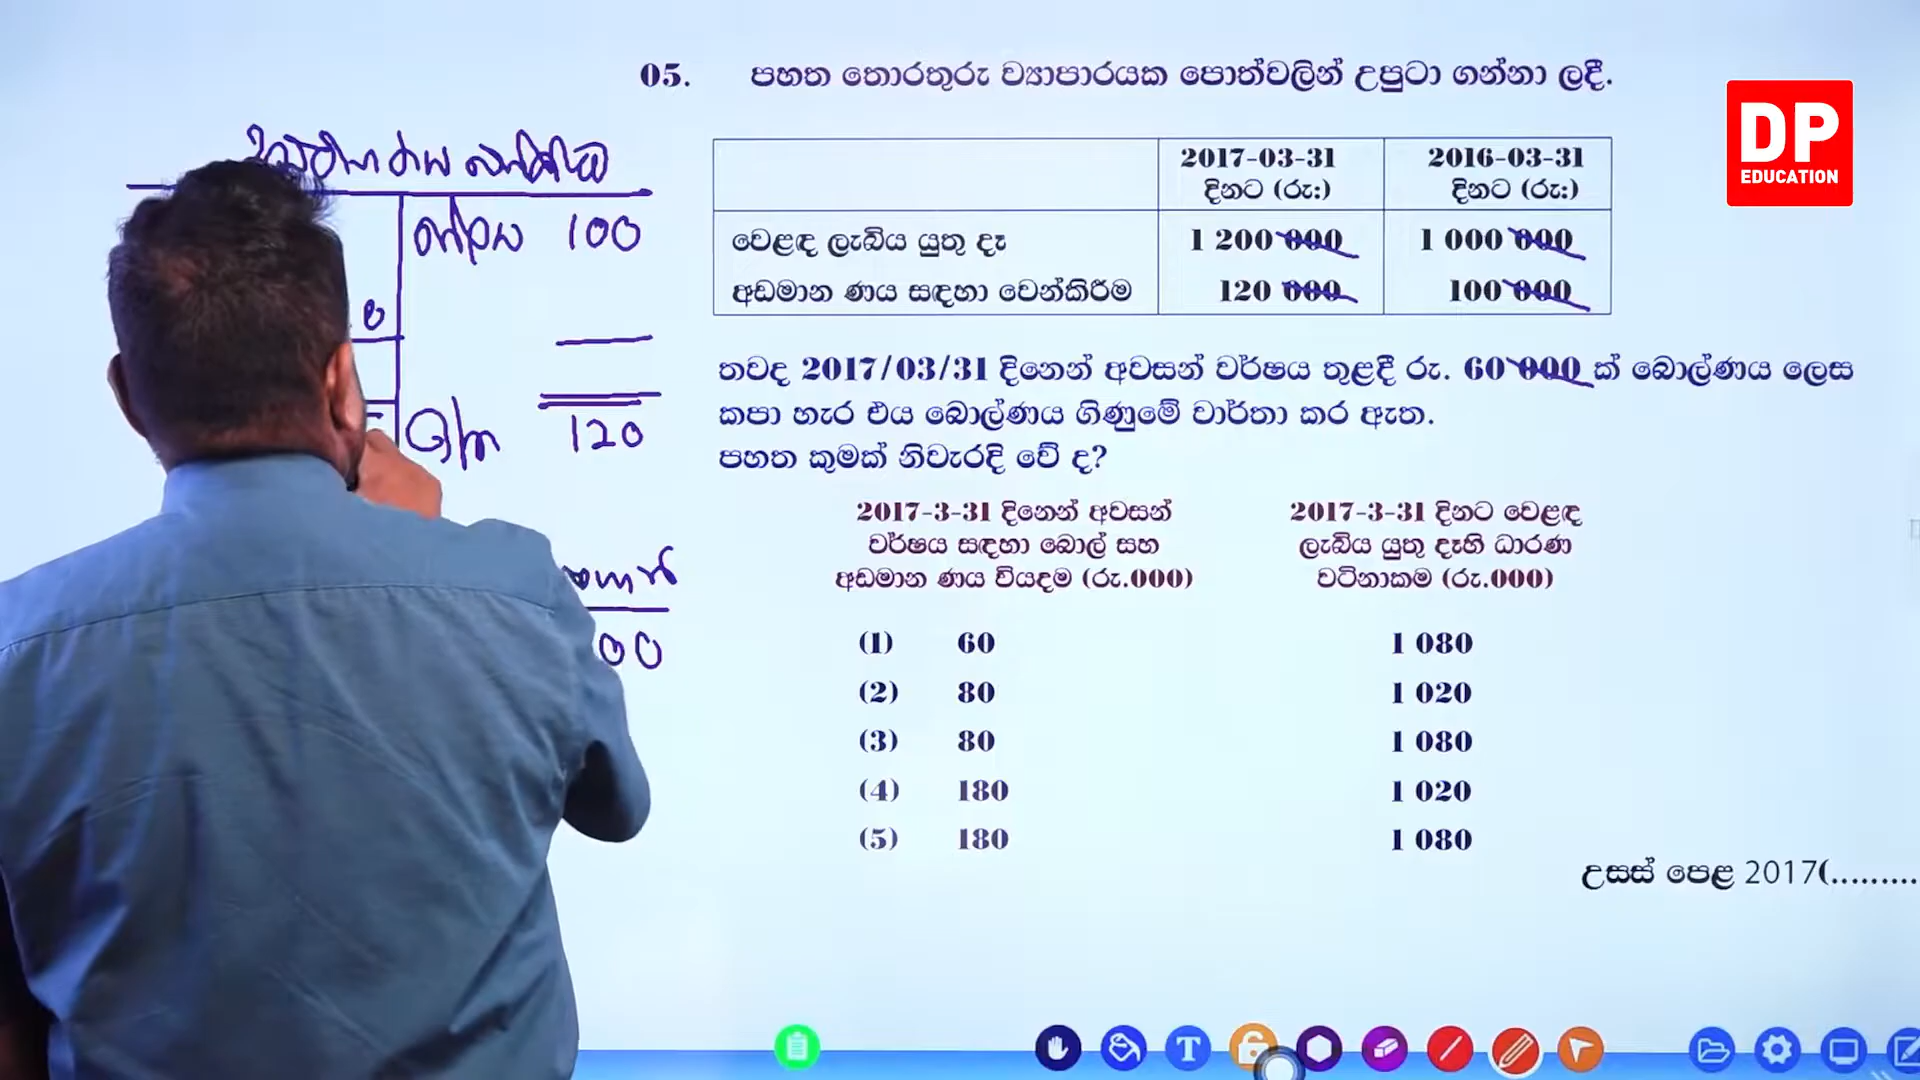 05. පහත තොරතුරු ව්‍යාපාරයක පොත්වලින් උපුටා ගන්නා ලදී.
DP
EDUCATION
2017-03-31 දිනට (රු:) 2016-03-31 දිනට (රු:)
වෙළඳ ලැබිය යුතු දෑ 1 200 000 1 000 000
අඩමාන ණය සඳහා වෙන්කිරීම 120 000 100 000
100
120
00
තවද 2017/03/31 දිනෙන් අවසන් වර්ෂය තුළදී රු. 60 000 ක් බොල්ණය ලෙස
කපා හැර එය බොල්ණය ගිණුමේ වාර්තා කර ඇත.
පහත කුමක් නිවැරදි වේ ද?
2017-3-31 දිනෙන් අවසන් වර්ෂය සඳහා බොල් සහ අඩමාන ණය වියදම (රු.000) 2017-3-31 දිනට වෙළඳ ලැබිය යුතු දෑහි ධාරණ වටිනාකම (රු.000)
(1) 60 1 080
(2) 80 1 020
(3) 80 1 080
(4) 180 1 020
(5) 180 1 080
උසස් පෙළ 2017(.........